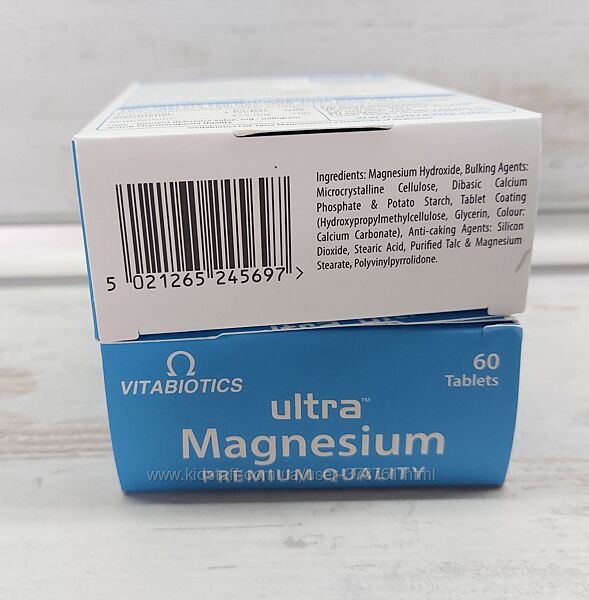 Ingredients: Magnesium Hydroxide, Bulking Agents:
Microcrystalline Cellulose, Dibasic Calcium
Phosphate & Potato Starch, Tablet Coating
(Hydroxypropylmethylcellulose, Glycerin, Colour:
Calcium Carbonate), Anti-caking Agents: Silicon
Dioxide, Stearic Acid, Purified Talc & Magnesium
Stearate, Polyvinylpyrrolidone.
5 021265 245697 >
VITABIOTICS
60
Tablets
ultra™
Magnesium
PREMIUM QUALITY